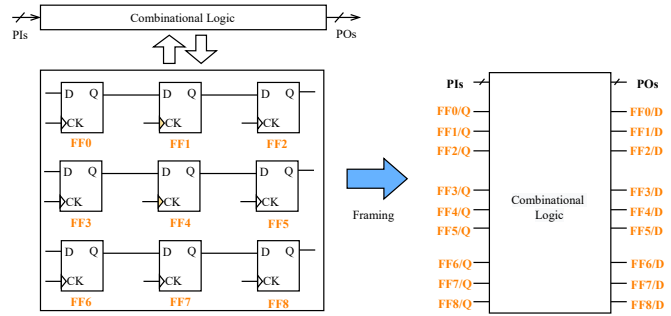 Combinational Logic
PIs
POs
D Q D Q D Q
CK CK CK
FF0 FF1 FF2
D Q D Q D Q
CK CK CK
FF3 FF4 FF5
D Q D Q D Q
CK CK CK
FF6 FF7 FF8
Framing
PIs POs
FF0/Q FF0/D
FF1/Q FF1/D
FF2/Q FF2/D
FF3/Q FF3/D
Combinational
Logic
FF4/Q FF4/D
FF5/Q FF5/D
FF6/Q FF6/D
FF7/Q FF7/D
FF8/Q FF8/D